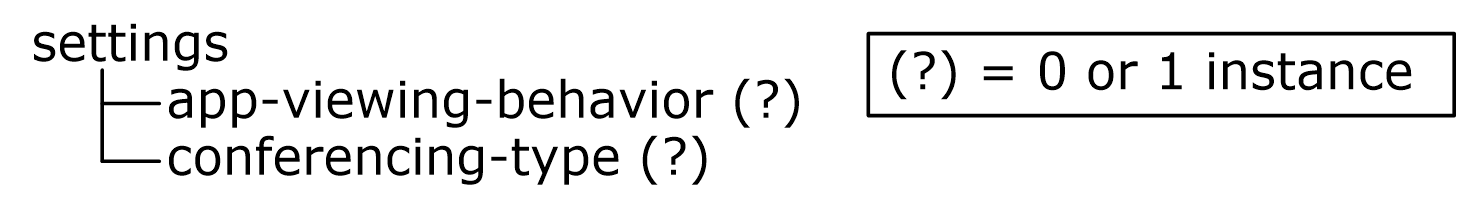 settings
app-viewing-behavior (?)
conferencing-type (?)
(?) = 0 or 1 instance